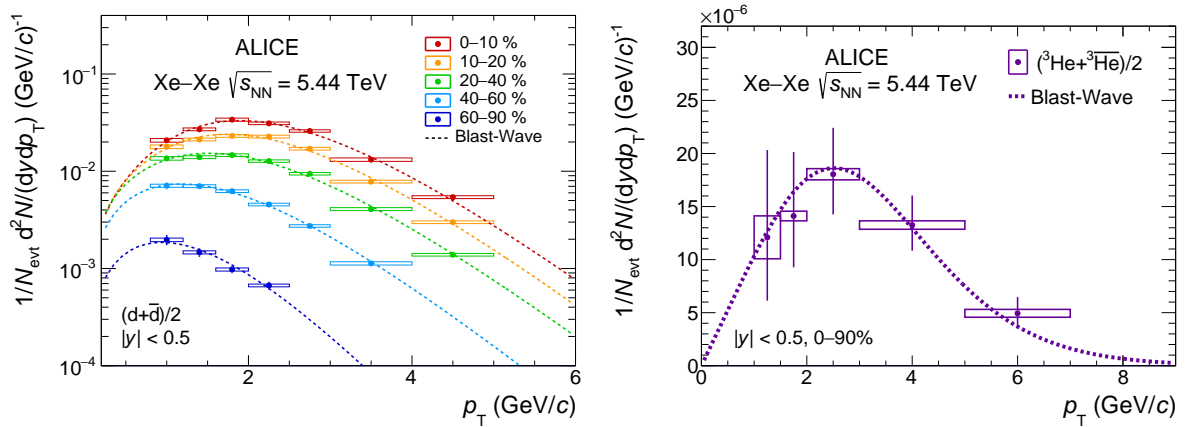 ALICE
Xe–Xe √sNN = 5.44 TeV
0–10 %
10–20 %
20–40 %
40–60 %
60–90 %
Blast-Wave
(d+d̅)/2
|y| < 0.5
1/Nevt d²N/(dydpT) (GeV/c)⁻¹
10⁻¹
10⁻²
10⁻³
10⁻⁴
2 4 6
pT (GeV/c)
×10⁻⁶
ALICE
Xe–Xe √sNN = 5.44 TeV
(³He+³H̅e̅)/2
Blast-Wave
|y| < 0.5, 0–90%
1/Nevt d²N/(dydpT) (GeV/c)⁻¹
30
25
20
15
10
5
0
0 2 4 6 8
pT (GeV/c)